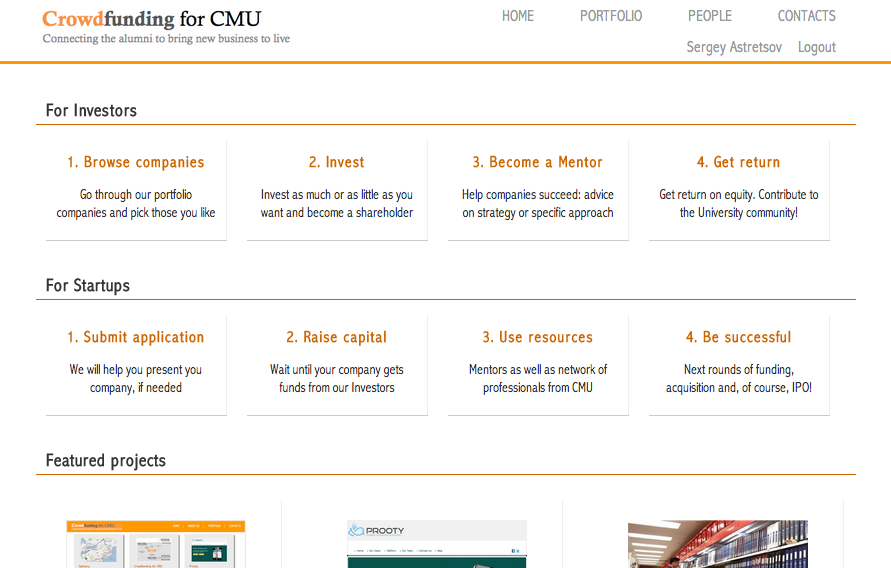 Crowdfunding for CMU
Connecting the alumni to bring new business to live
HOME PORTFOLIO PEOPLE CONTACTS
Sergey Astretsov Logout
For Investors
1. Browse companies
Go through our portfolio
companies and pick those you like
2. Invest
Invest as much or as little as you
want and become a shareholder
3. Become a Mentor
Help companies succeed: advice
on strategy or specific approach
4. Get return
Get return on equity. Contribute to
the University community!
For Startups
1. Submit application
We will help you present you
company, if needed
2. Raise capital
Wait until your company gets
funds from our Investors
3. Use resources
Mentors as well as network of
professionals from CMU
4. Be successful
Next rounds of funding,
acquisition and, of course, IPO!
Featured projects
Crowdfunding for CMU
PROOTY